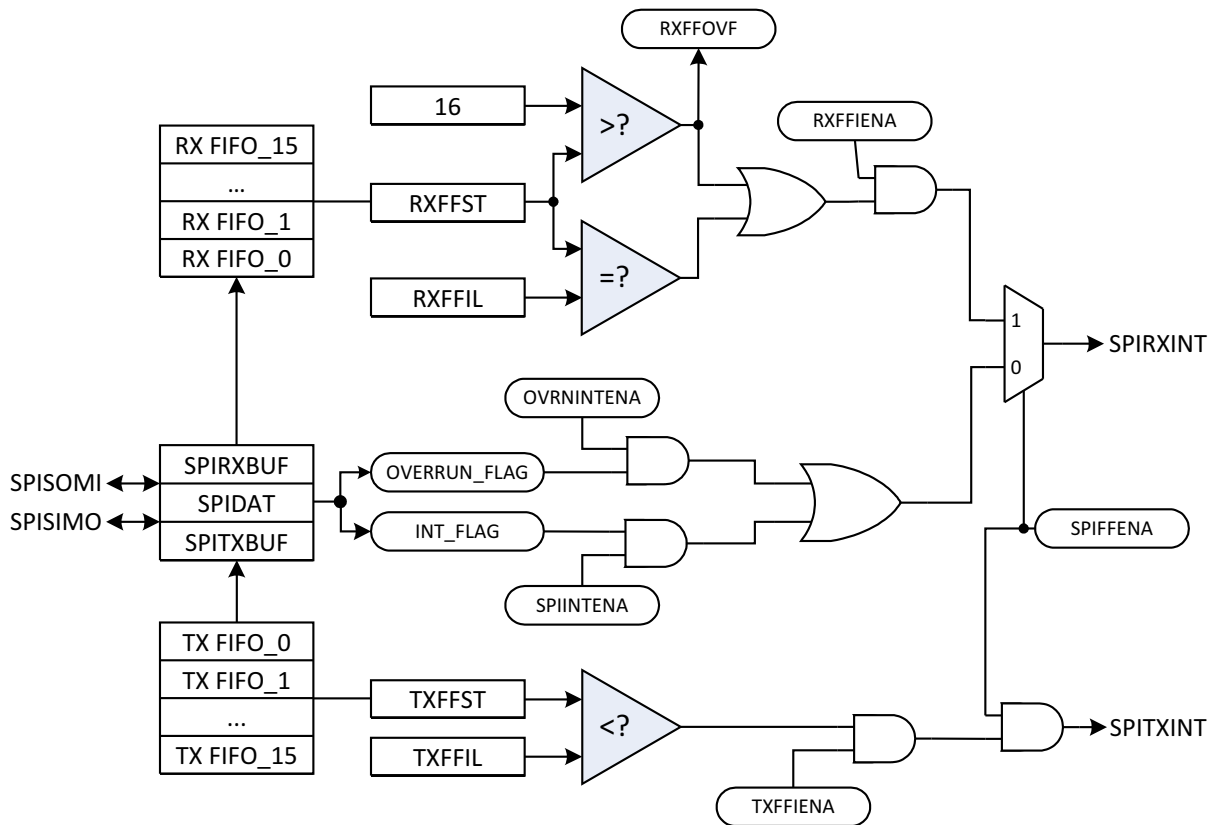 RXFFOVF
16
>?
RXFFIENA
RX FIFO_15
...
RX FIFO_1
RX FIFO_0
RXFFST
=?
RXFFIL
1
SPIRXINT
0
OVRNINTENA
SPISOMI
SPIRXBUF
OVERRUN_FLAG
SPISIMO
SPIDAT
SPITXBUF
INT_FLAG
SPIFFENA
SPIINTENA
TX FIFO_0
TX FIFO_1
...
TX FIFO_15
TXFFST
<?
TXFFIL
SPITXINT
TXFFIENA